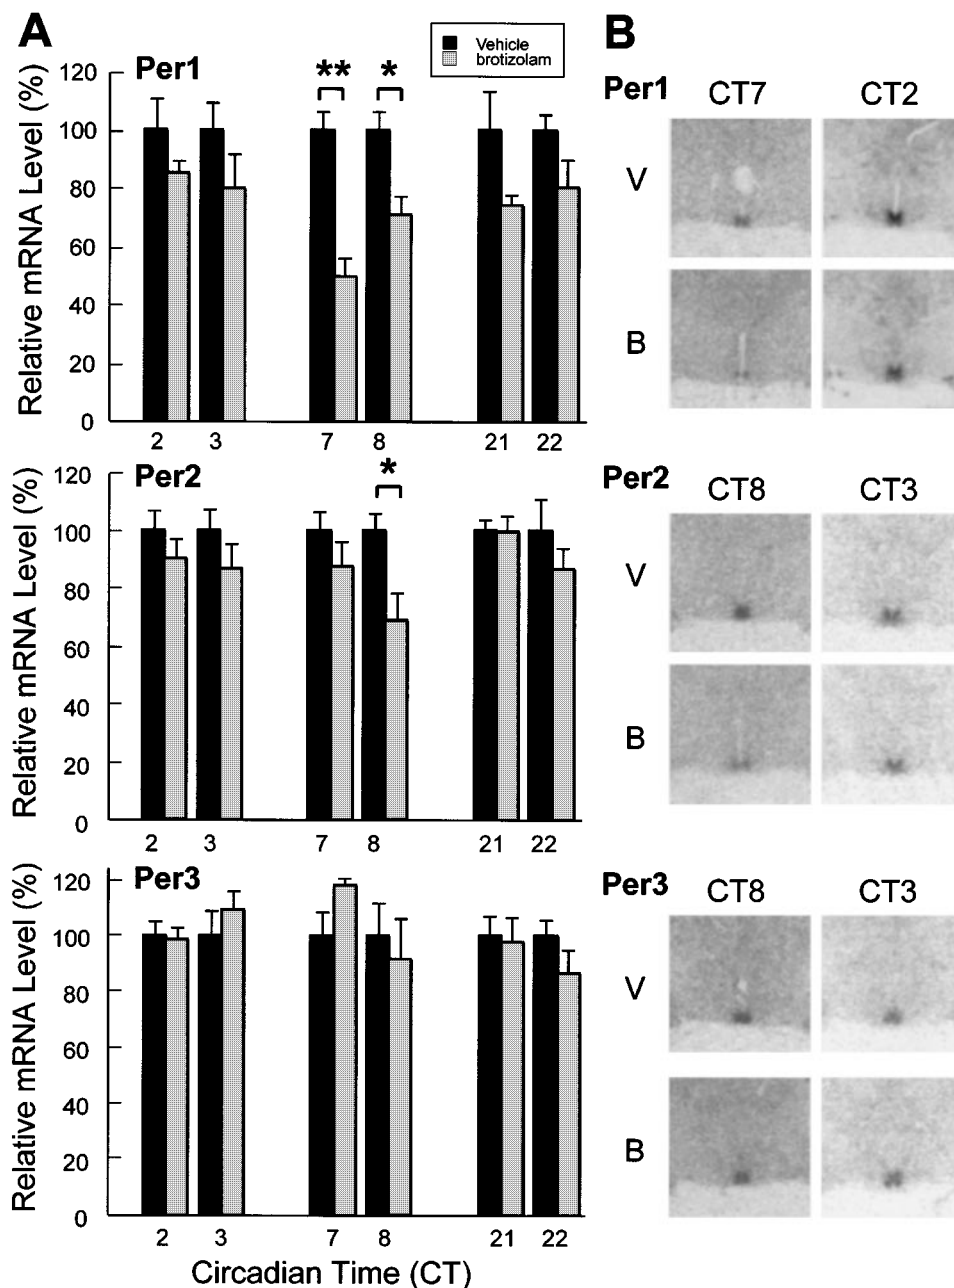 A
Vehicle
brotizolam
Relative mRNA Level (%)
Per1
120
100
80
60
40
20
0
**
*
2 3 7 8 21 22
Relative mRNA Level (%)
Per2
120
100
80
60
40
20
0
*
2 3 7 8 21 22
Relative mRNA Level (%)
Per3
120
100
80
60
40
20
0
2 3 7 8 21 22
Circadian Time (CT)
B
Per1
CT7 CT2
V
B
Per2
CT8 CT3
V
B
Per3
CT8 CT3
V
B